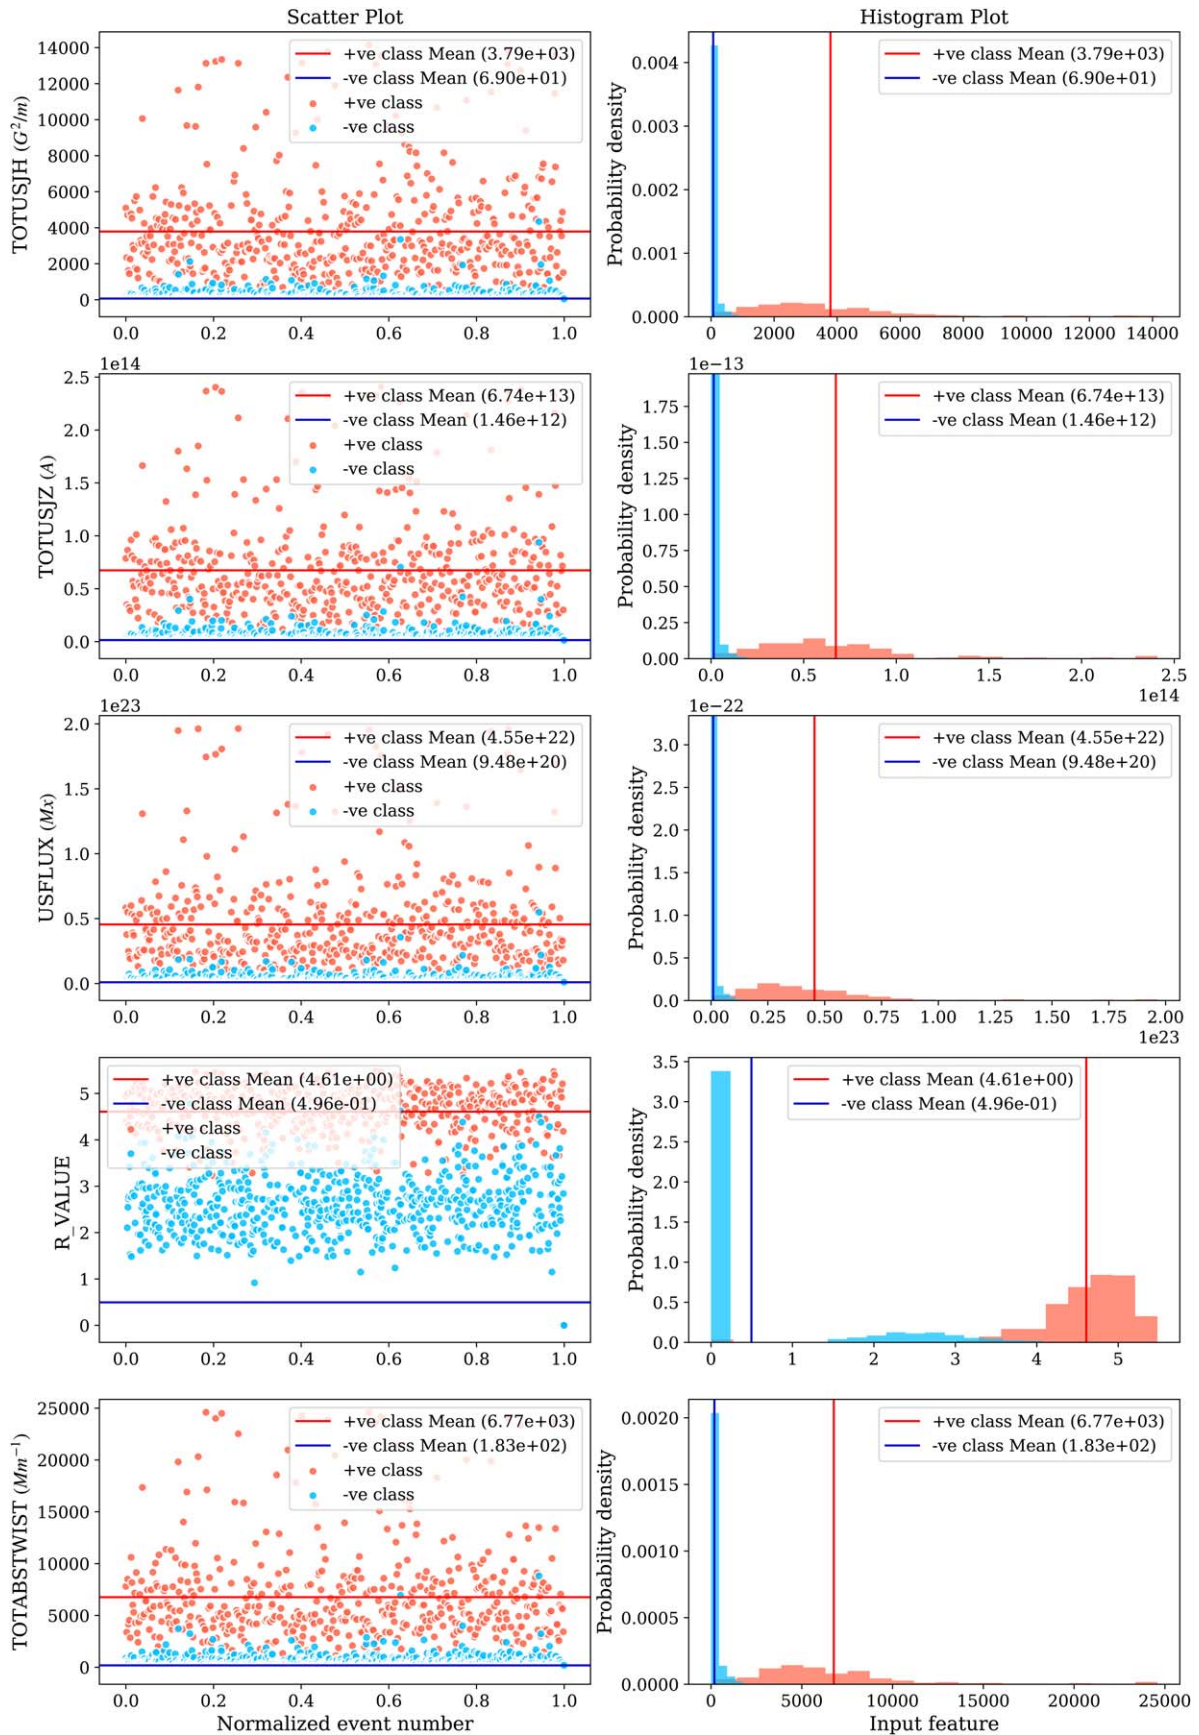 Scatter Plot
Histogram Plot
TOTUSJH (G²/m)
14000
12000
10000
8000
6000
4000
2000
0
+ve class Mean (3.79e+03)
-ve class Mean (6.90e+01)
+ve class
-ve class
0.0 0.2 0.4 0.6 0.8 1.0
Probability density
0.004
0.003
0.002
0.001
0.000
+ve class Mean (3.79e+03)
-ve class Mean (6.90e+01)
0 2000 4000 6000 8000 10000 12000 14000
1e14
TOTUSJZ (A)
2.5
2.0
1.5
1.0
0.5
0.0
+ve class Mean (6.74e+13)
-ve class Mean (1.46e+12)
+ve class
-ve class
0.0 0.2 0.4 0.6 0.8 1.0
1e−13
Probability density
1.75
1.50
1.25
1.00
0.75
0.50
0.25
0.00
+ve class Mean (6.74e+13)
-ve class Mean (1.46e+12)
0.0 0.5 1.0 1.5 2.0 2.5
1e14
1e23
USFLUX (Mx)
2.0
1.5
1.0
0.5
0.0
+ve class Mean (4.55e+22)
-ve class Mean (9.48e+20)
+ve class
-ve class
0.0 0.2 0.4 0.6 0.8 1.0
1e−22
Probability density
3.0
2.5
2.0
1.5
1.0
0.5
0.0
+ve class Mean (4.55e+22)
-ve class Mean (9.48e+20)
0.00 0.25 0.50 0.75 1.00 1.25 1.50 1.75 2.00
1e23
R_VALUE
5
4
3
2
1
0
+ve class Mean (4.61e+00)
-ve class Mean (4.96e-01)
+ve class
-ve class
0.0 0.2 0.4 0.6 0.8 1.0
Probability density
3.5
3.0
2.5
2.0
1.5
1.0
0.5
0.0
+ve class Mean (4.61e+00)
-ve class Mean (4.96e-01)
0 1 2 3 4 5
TOTABSTWIST (Mm⁻¹)
25000
20000
15000
10000
5000
0
+ve class Mean (6.77e+03)
-ve class Mean (1.83e+02)
+ve class
-ve class
0.0 0.2 0.4 0.6 0.8 1.0
Normalized event number
Probability density
0.0020
0.0015
0.0010
0.0005
0.0000
+ve class Mean (6.77e+03)
-ve class Mean (1.83e+02)
0 5000 10000 15000 20000 25000
Input feature